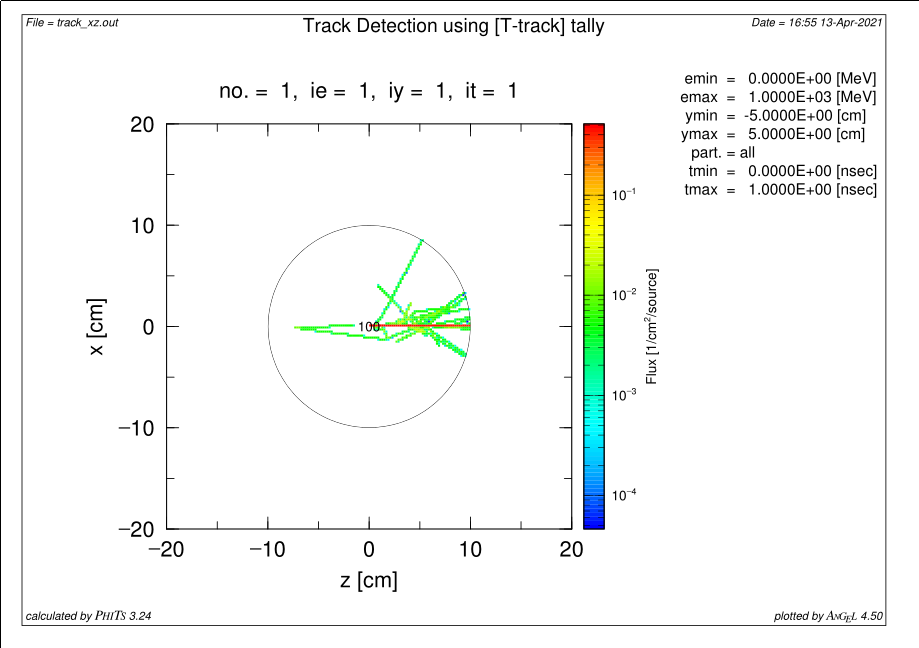 File = track_xz.out
Date = 16:55 13-Apr-2021
Track Detection using [T-track] tally
no. = 1, ie = 1, iy = 1, it = 1
emin = 0.0000E+00 [MeV]
emax = 1.0000E+03 [MeV]
ymin = -5.0000E+00 [cm]
ymax = 5.0000E+00 [cm]
part. = all
tmin = 0.0000E+00 [nsec]
tmax = 1.0000E+00 [nsec]
20
10
0
−10
−20
x [cm]
100
−20 −10 0 10 20
z [cm]
10⁻¹
10⁻²
10⁻³
10⁻⁴
Flux [1/cm²/source]
calculated by PHITS 3.24
plotted by ANGEL 4.50